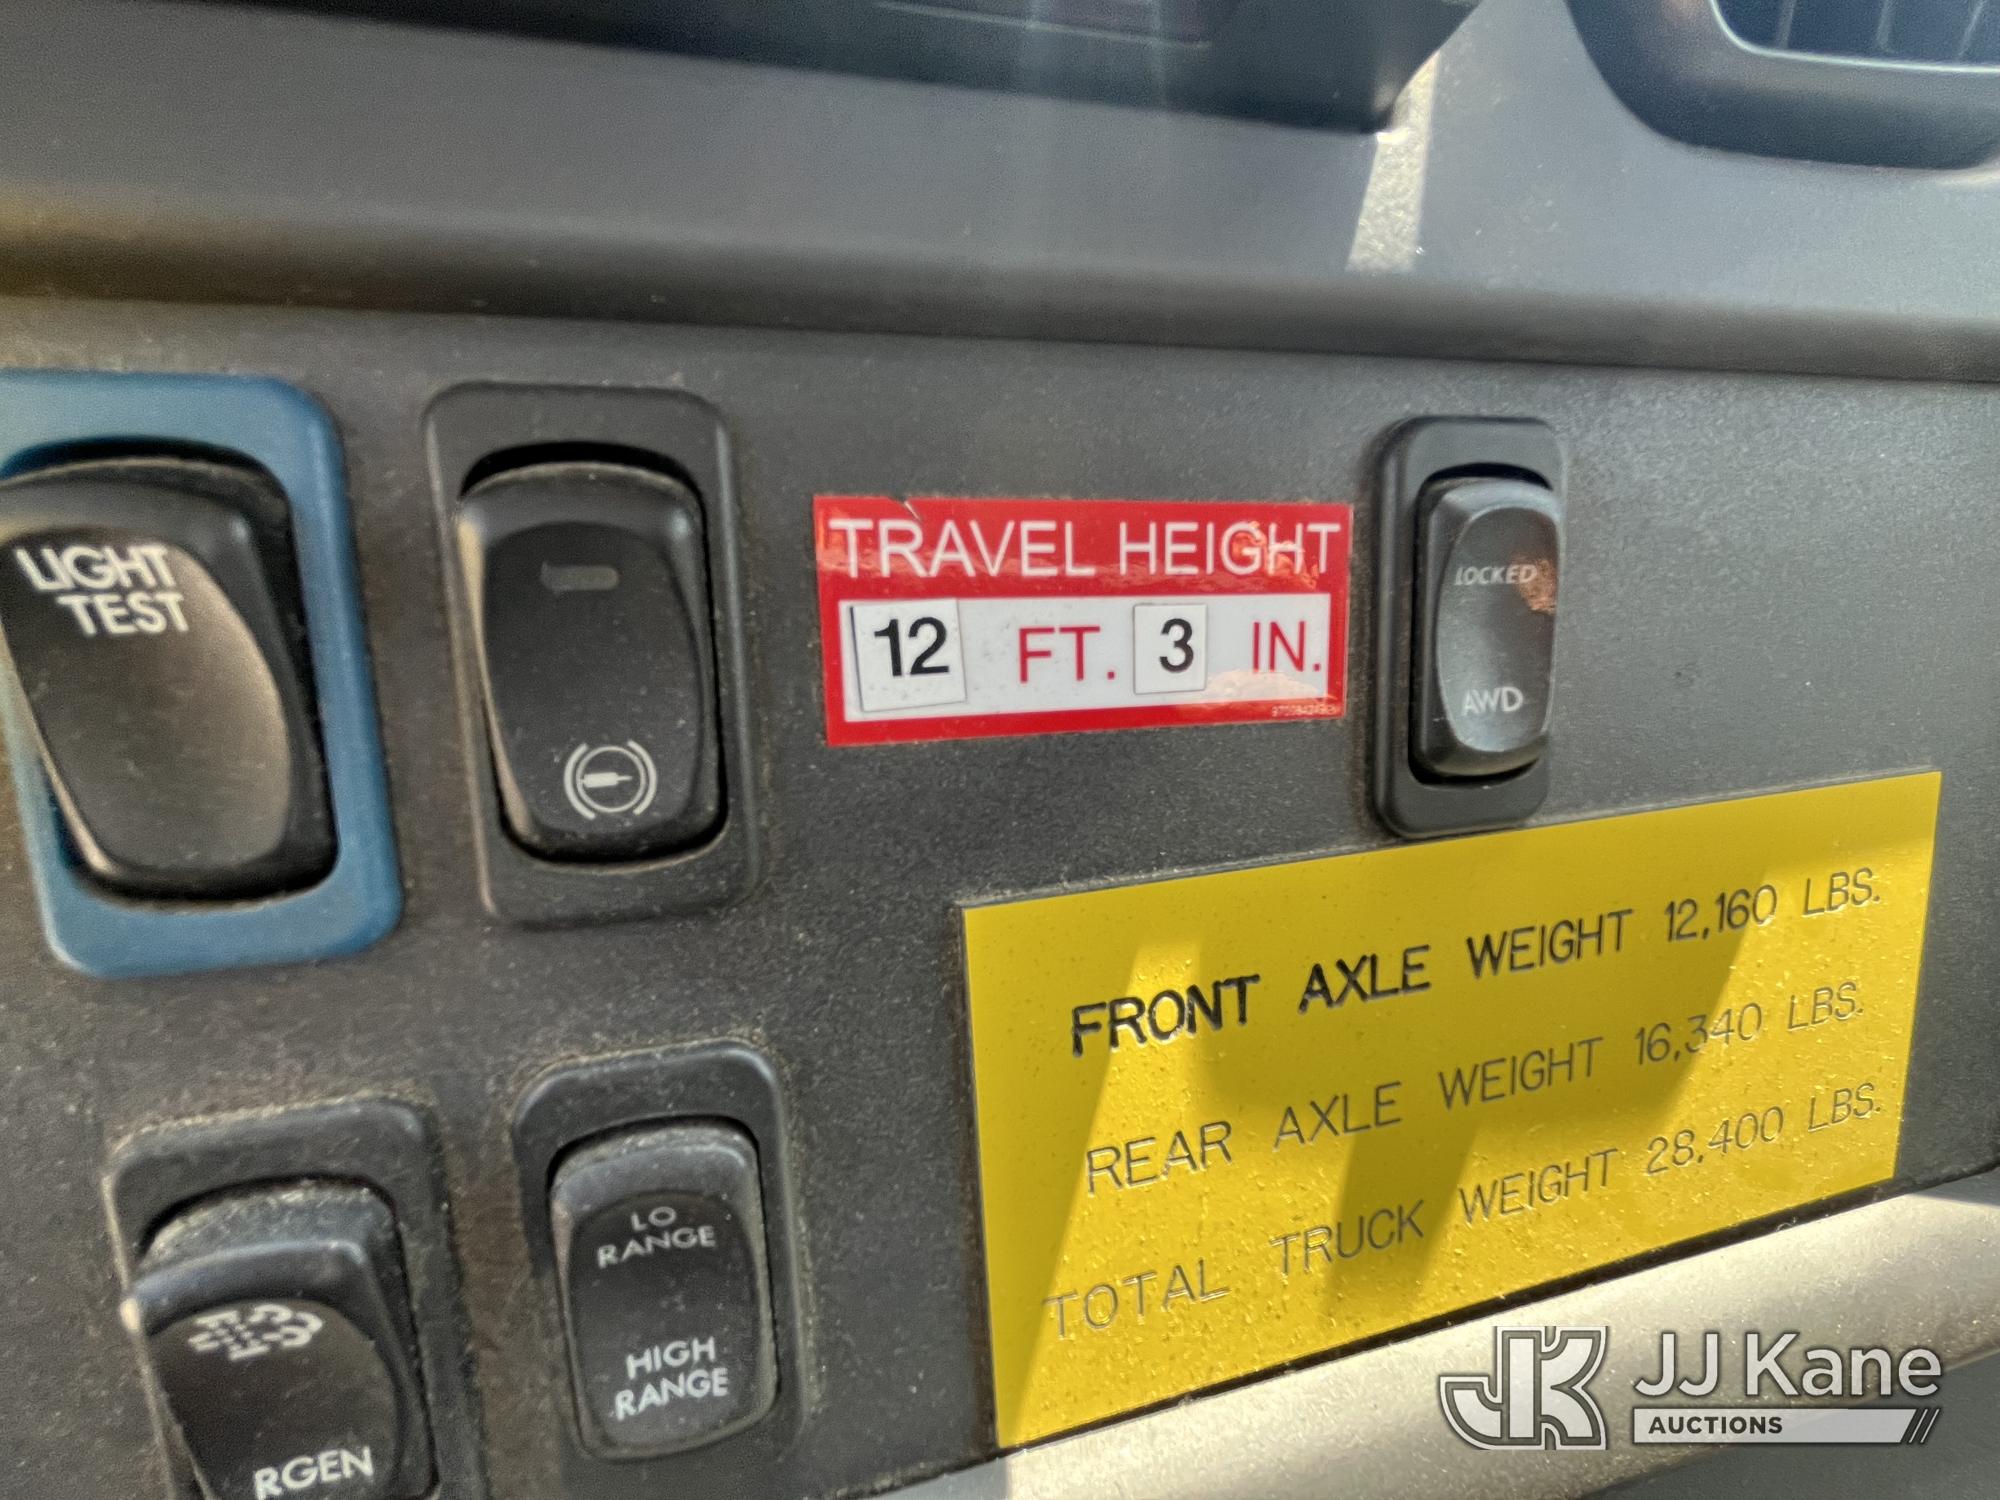 LIGHT
TEST
TRAVEL HEIGHT
12 FT. 3 IN.
LOCKED
AWD
FRONT AXLE WEIGHT 12,160 LBS.
REAR AXLE WEIGHT 16,340 LBS.
TOTAL TRUCK WEIGHT 28,400 LBS.
LO
RANGE
HIGH
RANGE
RGEN
JK JJ Kane
AUCTIONS